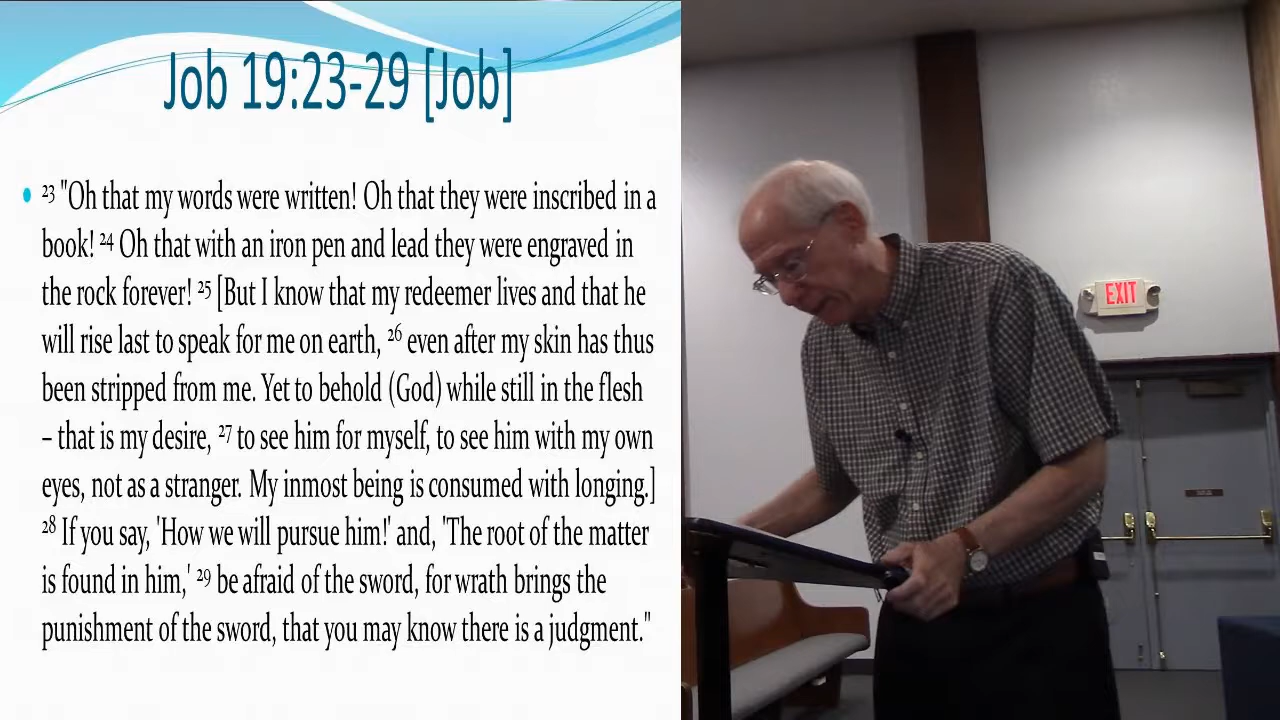 Job 19:23-29 [Job]
• ²³ "Oh that my words were written! Oh that they were inscribed in a
book! ²⁴ Oh that with an iron pen and lead they were engraved in
the rock forever! ²⁵ [But I know that my redeemer lives and that he
will rise last to speak for me on earth, ²⁶ even after my skin has thus
been stripped from me. Yet to behold (God) while still in the flesh
– that is my desire, ²⁷ to see him for myself, to see him with my own
eyes, not as a stranger. My inmost being is consumed with longing.]
²⁸ If you say, 'How we will pursue him!' and, 'The root of the matter
is found in him,' ²⁹ be afraid of the sword, for wrath brings the
punishment of the sword, that you may know there is a judgment."
EXIT